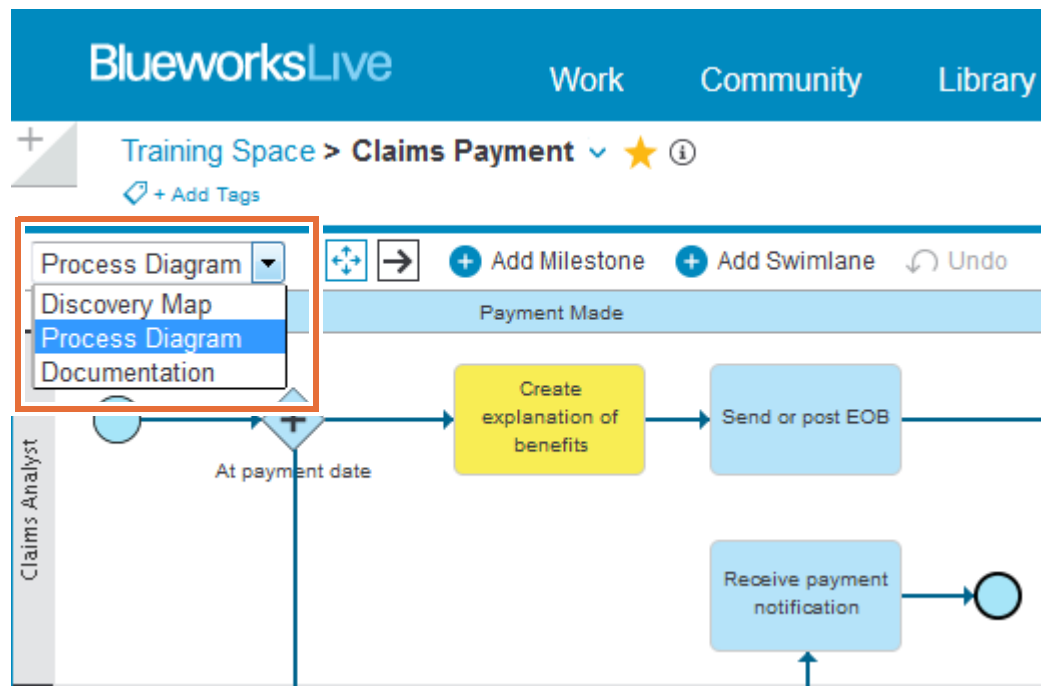 BlueworksLive
Work Community Library
Training Space > Claims Payment
+ Add Tags
Process Diagram Add Milestone Add Swimlane Undo
Discovery Map
Process Diagram
Documentation
Payment Made
Create
explanation of
benefits
Send or post EOB
At payment date
Claims Analyst
Receive payment
notification